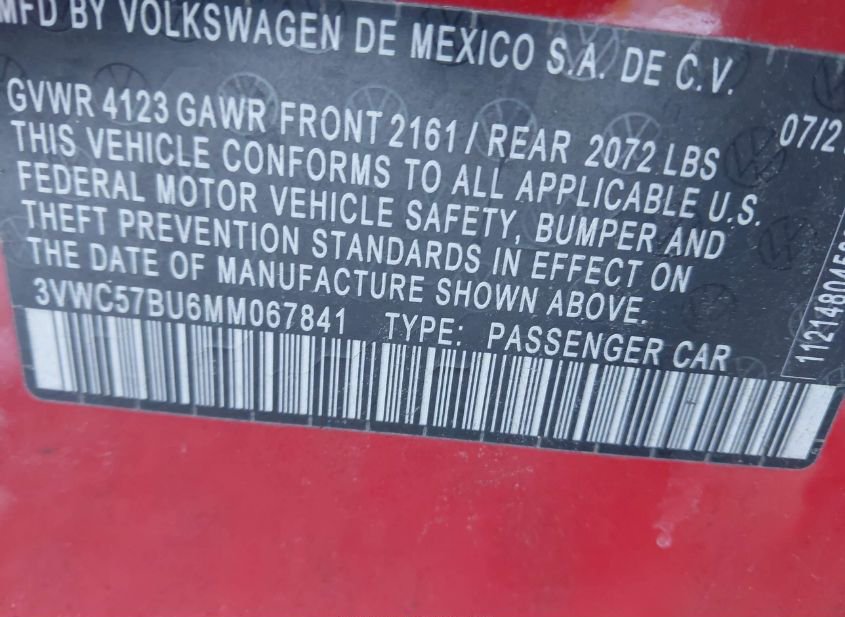 MFD BY VOLKSWAGEN DE MEXICO S.A. DE C.V.
GVWR 4123 GAWR FRONT 2161 / REAR 2072 LBS 07/2
THIS VEHICLE CONFORMS TO ALL APPLICABLE U.S.
FEDERAL MOTOR VEHICLE SAFETY, BUMPER AND
THEFT PREVENTION STANDARDS IN EFFECT ON
THE DATE OF MANUFACTURE SHOWN ABOVE.
3VWC57BU6MM067841 TYPE: PASSENGER CAR